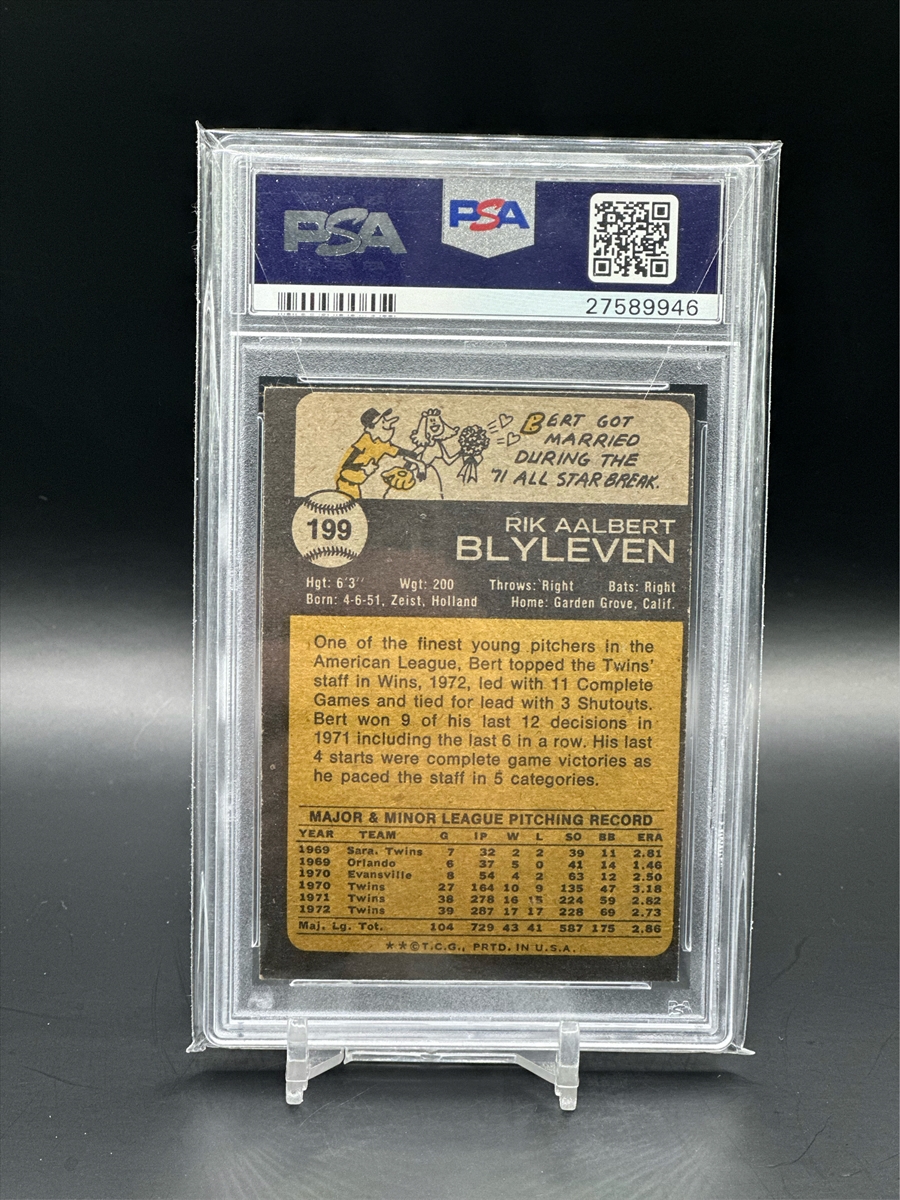 PSA
PSA
27589946
BERT GOT
MARRIED
DURING THE
'71 ALL STAR BREAK.
199
RIK AALBERT
BLYLEVEN
Hgt: 6'3" Wgt: 200 Throws: Right Bats: Right
Born: 4-6-51, Zeist, Holland Home: Garden Grove, Calif.
One of the finest young pitchers in the
American League, Bert topped the Twins'
staff in Wins, 1972, led with 11 Complete
Games and tied for lead with 3 Shutouts.
Bert won 9 of his last 12 decisions in
1971 including the last 6 in a row. His last
4 starts were complete game victories as
he paced the staff in 5 categories.
MAJOR & MINOR LEAGUE PITCHING RECORD
YEAR TEAM G IP W L SO BB ERA
1969 Sara. Twins 7 32 2 2 39 11 2.81
1969 Orlando 6 37 5 0 41 14 1.46
1970 Evansville 8 54 4 2 63 12 2.50
1970 Twins 27 164 10 9 135 47 3.18
1971 Twins 38 278 16 15 224 59 2.82
1972 Twins 39 287 17 17 228 69 2.73
Maj. Lg. Tot. 104 729 43 41 587 175 2.86
**©T.C.G., PRTD. IN U.S.A.
PSA